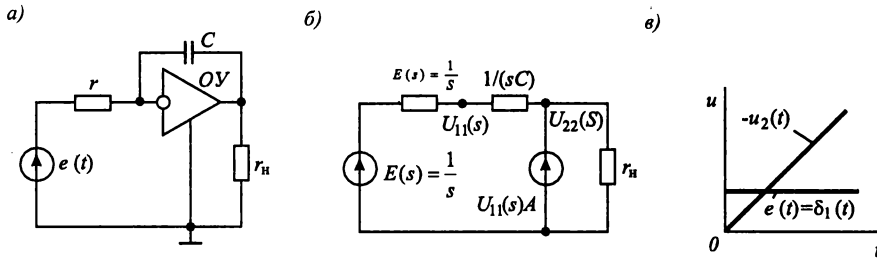 а)
C
ОУ
r
e (t)
rн
б)
E(s) = 1/s
1/(sC)
U11(s)
U22(S)
E(s) = 1/s
U11(s)A
rн
в)
u
-u2(t)
e (t)=δ1(t)
0
t